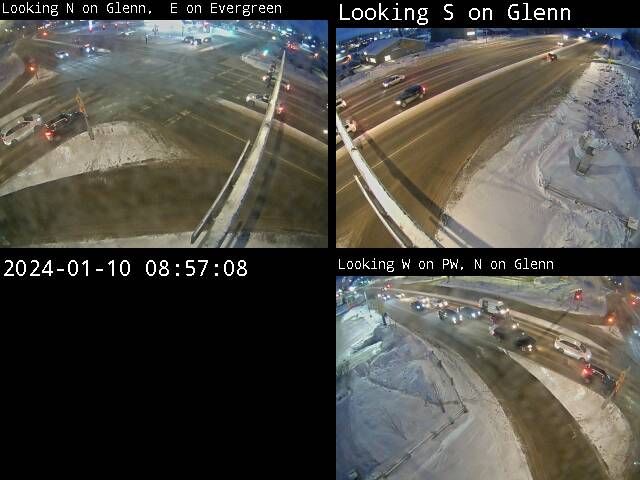 Looking N on Glenn, E on Evergreen
Looking S on Glenn
2024-01-10 08:57:08
Looking W on PW, N on Glenn